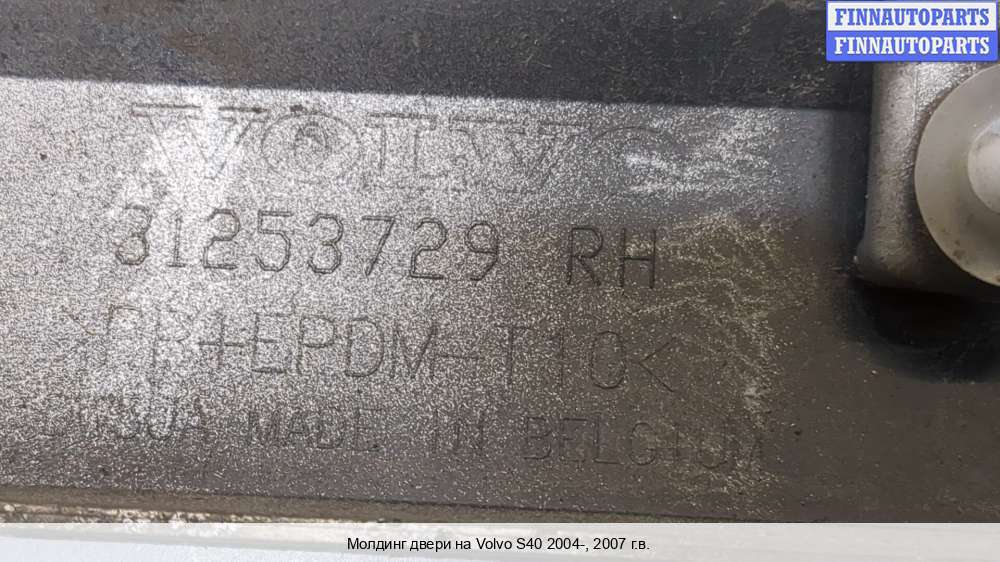 FINNAUTOPARTS
FINNAUTOPARTS
VOLVO
31253729 RH
>PP+EPDM-T10<
MADE IN BELGIUM
Молдинг двери на Volvo S40 2004-, 2007 г.в.